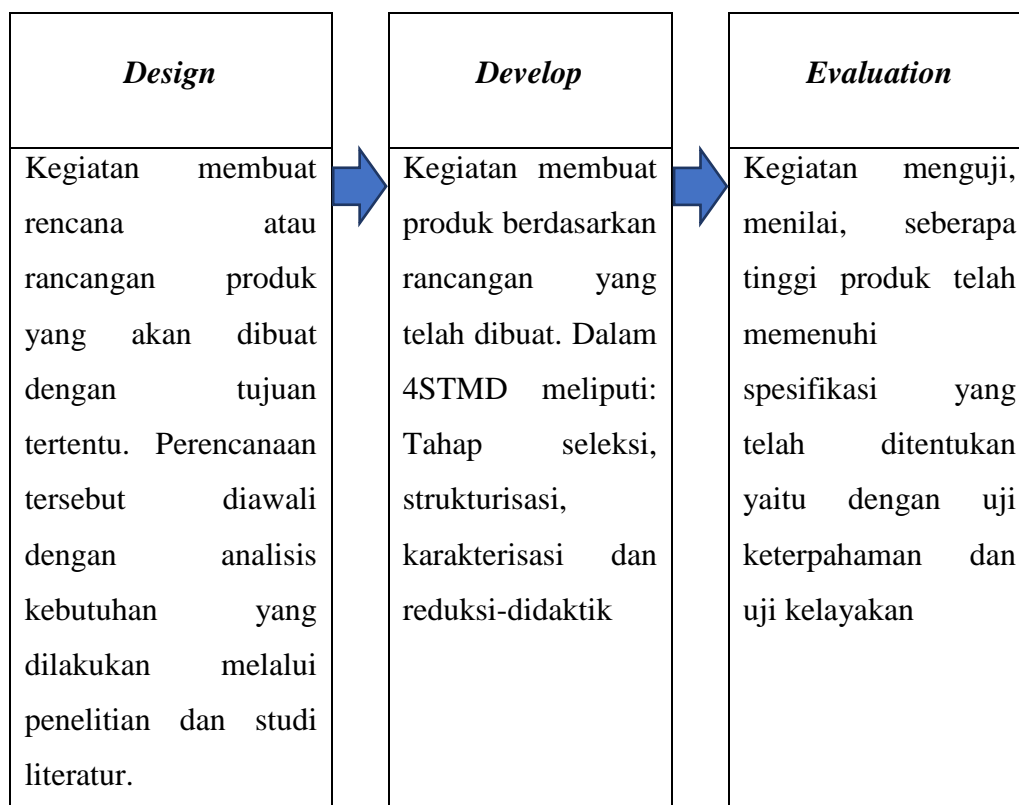 Design
Kegiatan membuat
rencana atau
rancangan produk
yang akan dibuat
dengan tujuan
tertentu. Perencanaan
tersebut diawali
dengan analisis
kebutuhan yang
dilakukan melalui
penelitian dan studi
literatur.
Develop
Kegiatan membuat
produk berdasarkan
rancangan yang
telah dibuat. Dalam
4STMD meliputi:
Tahap seleksi,
strukturisasi,
karakterisasi dan
reduksi-didaktik
Evaluation
Kegiatan menguji,
menilai, seberapa
tinggi produk telah
memenuhi
spesifikasi yang
telah ditentukan
yaitu dengan uji
keterpahaman dan
uji kelayakan